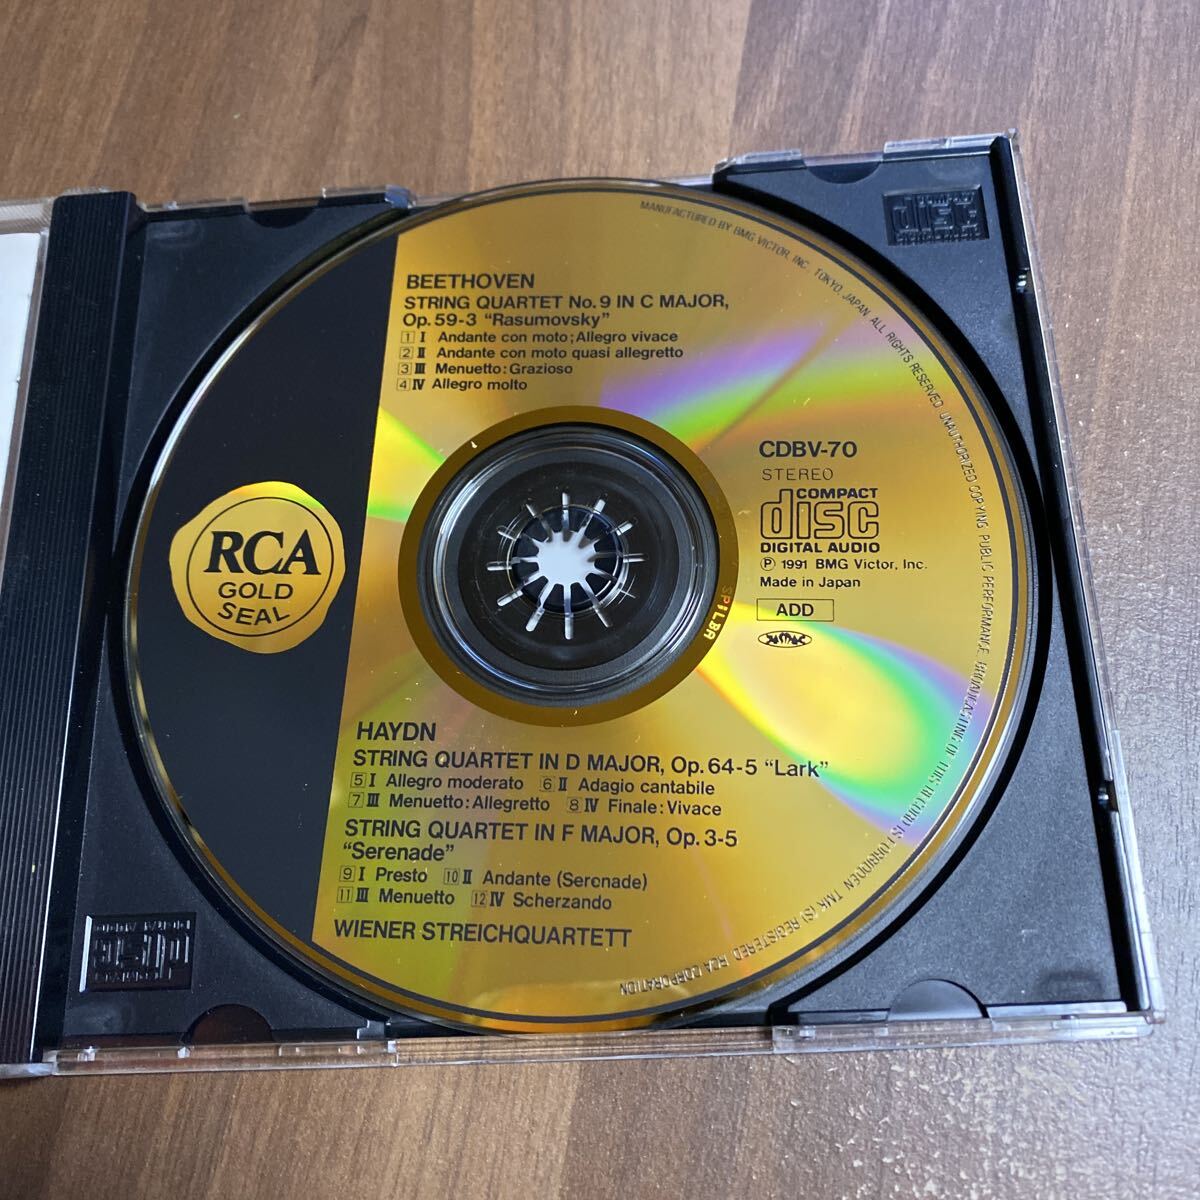 BEETHOVEN
STRING QUARTET No. 9 IN C MAJOR,
Op. 59-3 “Rasumovsky”
1 I Andante con moto; Allegro vivace
2 II Andante con moto quasi allegretto
3 III Menuetto: Grazioso
4 IV Allegro molto
RCA
GOLD
SEAL
CDBV-70
STEREO
COMPACT
disc
DIGITAL AUDIO
Ⓟ 1991 BMG Victor, Inc.
Made in Japan
ADD
HAYDN
STRING QUARTET IN D MAJOR, Op. 64-5 “Lark”
5 I Allegro moderato 6 II Adagio cantabile
7 III Menuetto: Allegretto 8 IV Finale: Vivace
STRING QUARTET IN F MAJOR, Op. 3-5
“Serenade”
9 I Presto 10 II Andante (Serenade)
11 III Menuetto 12 IV Scherzando
WIENER STREICHQUARTETT
MANUFACTURED BY BMG VICTOR, INC. TOKYO, JAPAN. ALL RIGHTS RESERVED. UNAUTHORIZED COPYING. PUBLIC PERFORMANCE. BROADCASTING OF THIS RECORD (S) FORBIDDEN. TMK (S) REGISTERED RCA CORPORATION
disc
disc